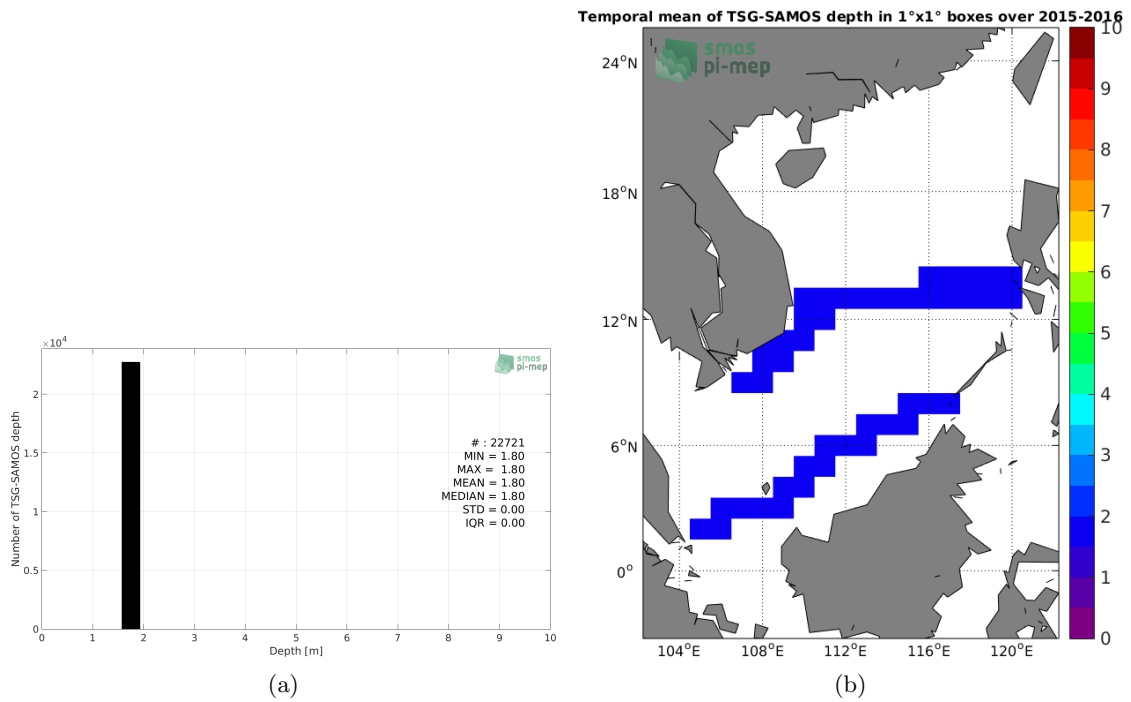 Temporal mean of TSG-SAMOS depth in 1°x1° boxes over 2015-2016
smos
pi-mep
24°N
18°N
12°N
6°N
0°
104°E
108°E
112°E
116°E
120°E
10
9
8
7
6
5
4
3
2
1
0
×10⁴
smos
pi-mep
# : 22721
MIN = 1.80
MAX = 1.80
MEAN = 1.80
MEDIAN = 1.80
STD = 0.00
IQR = 0.00
Number of TSG-SAMOS depth
2
1.5
1
0.5
0
0 1 2 3 4 5 6 7 8 9 10
Depth [m]
(a)
(b)